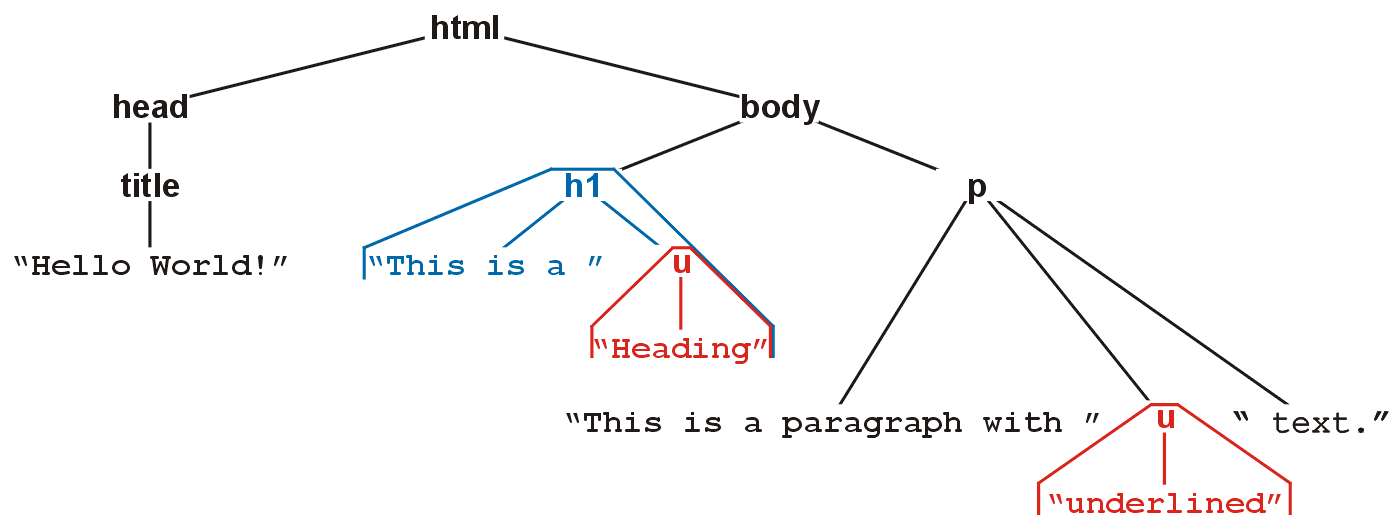 html
head body
title h1 p
“Hello World!” “This is a ” u
“Heading”
“This is a paragraph with ” u “ text.”
“underlined”